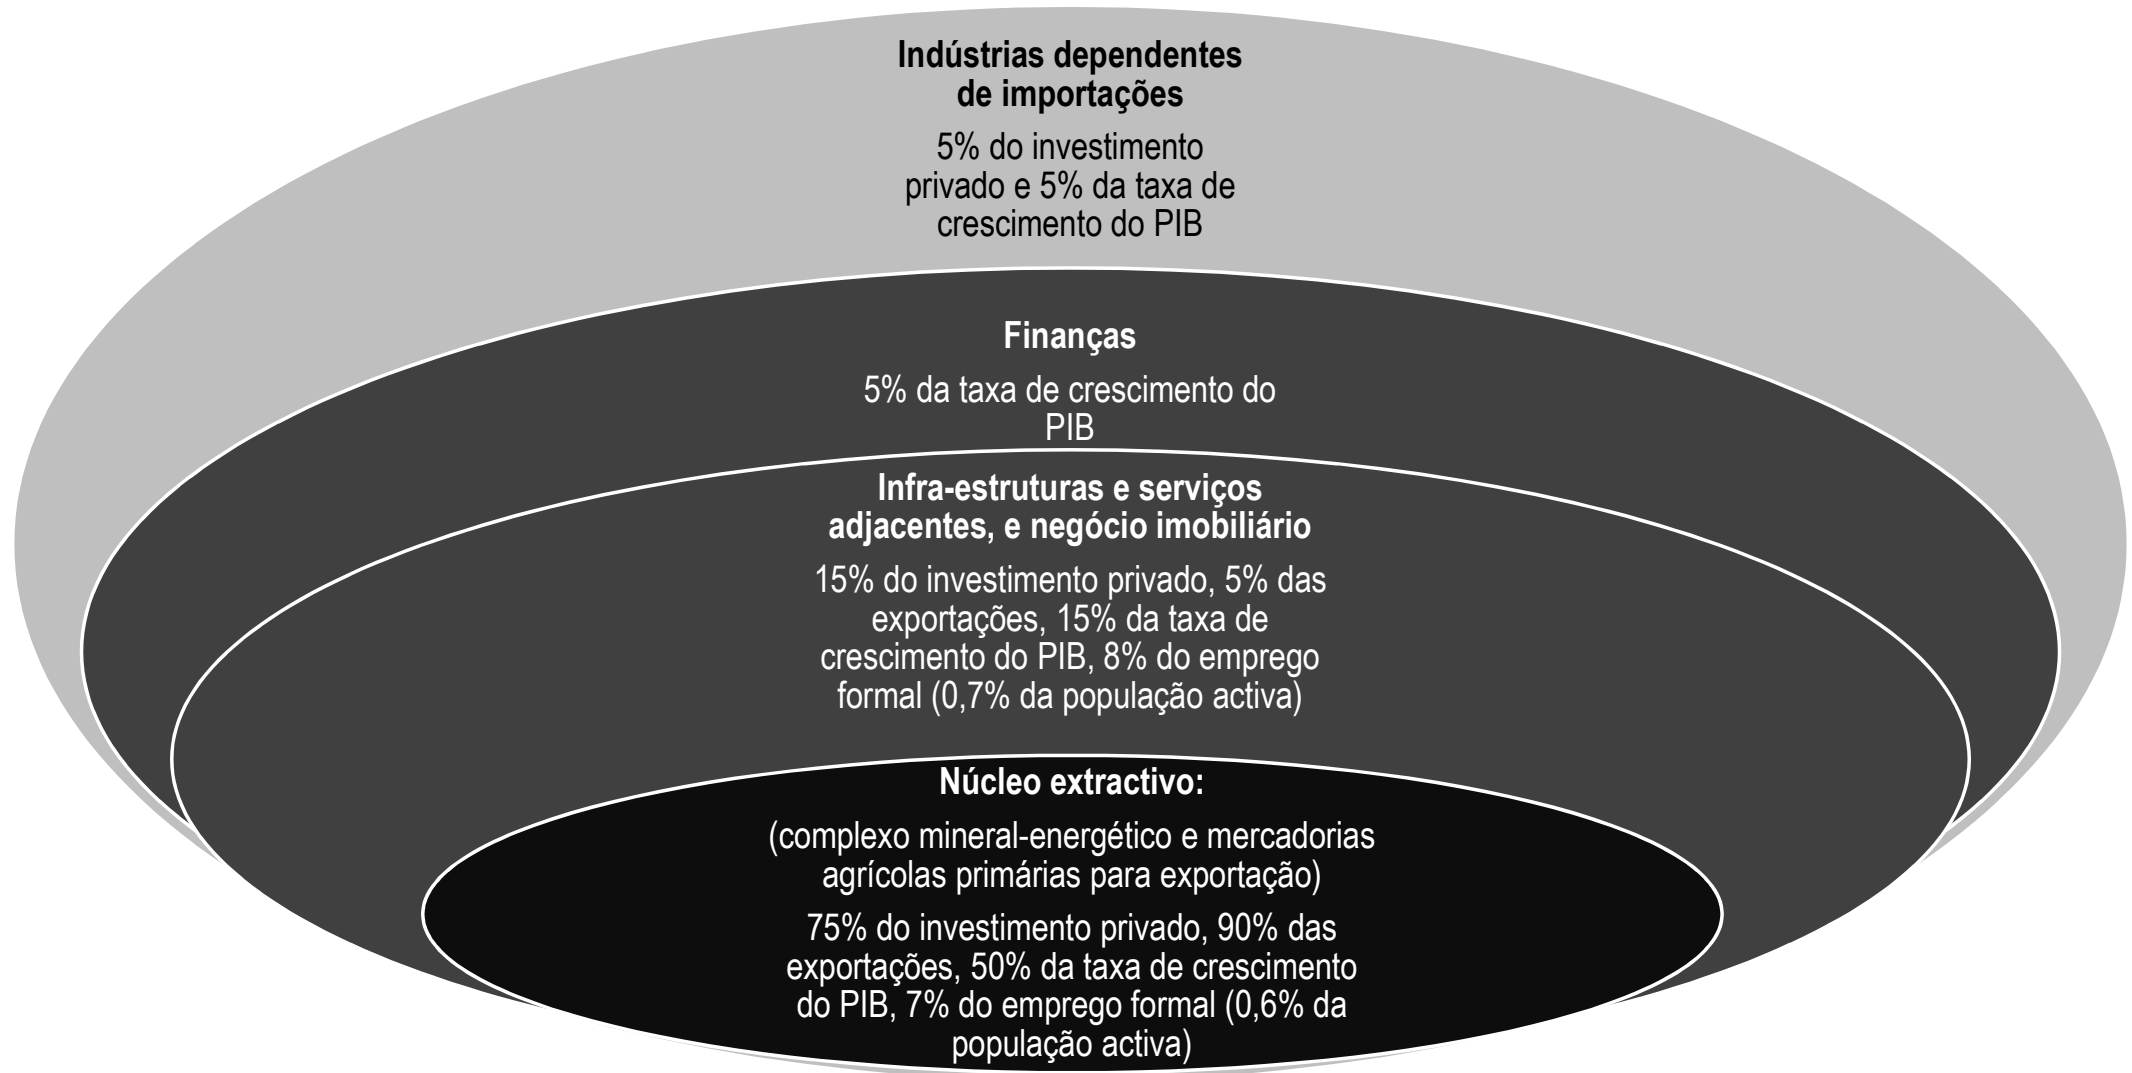 Indústrias dependentes
de importações
5% do investimento
privado e 5% da taxa de
crescimento do PIB
Finanças
5% da taxa de crescimento do
PIB
Infra-estruturas e serviços
adjacentes, e negócio imobiliário
15% do investimento privado, 5% das
exportações, 15% da taxa de
crescimento do PIB, 8% do emprego
formal (0,7% da população activa)
Núcleo extractivo:
(complexo mineral-energético e mercadorias
agrícolas primárias para exportação)
75% do investimento privado, 90% das
exportações, 50% da taxa de crescimento
do PIB, 7% do emprego formal (0,6% da
população activa)